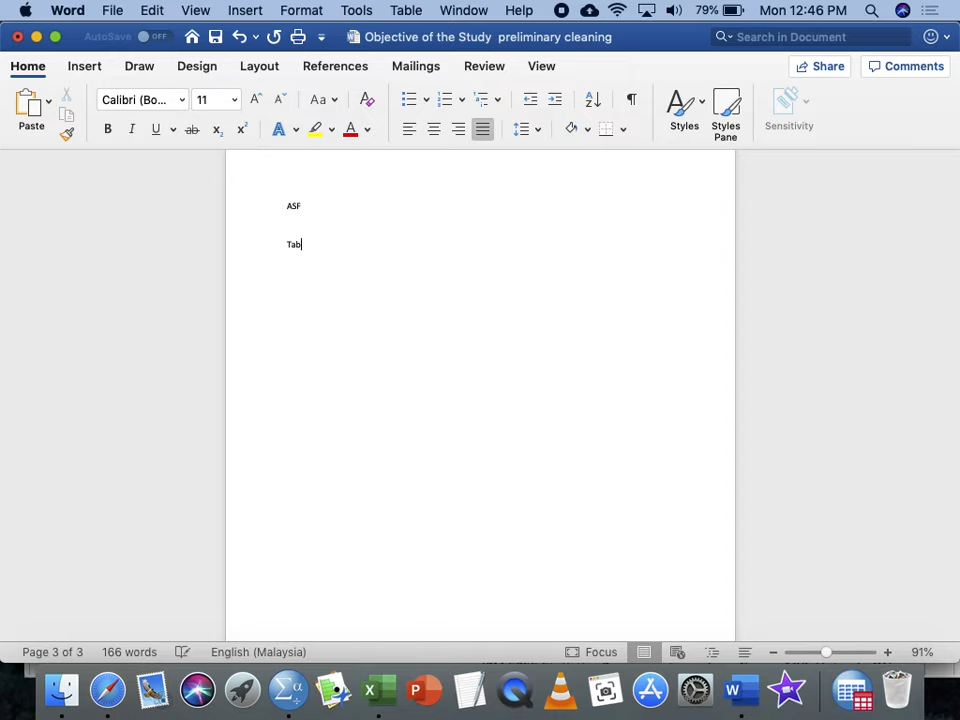 Word File Edit View Insert Format Tools Table Window Help 79% Mon 12:46 PM
AutoSave OFF Objective of the Study preliminary cleaning Search in Document
Home Insert Draw Design Layout References Mailings Review View Share Comments
Paste Calibri (Bo... 11 Aa Styles Styles Pane Sensitivity
ASF
Tab
Page 3 of 3 166 words English (Malaysia) Focus 91%